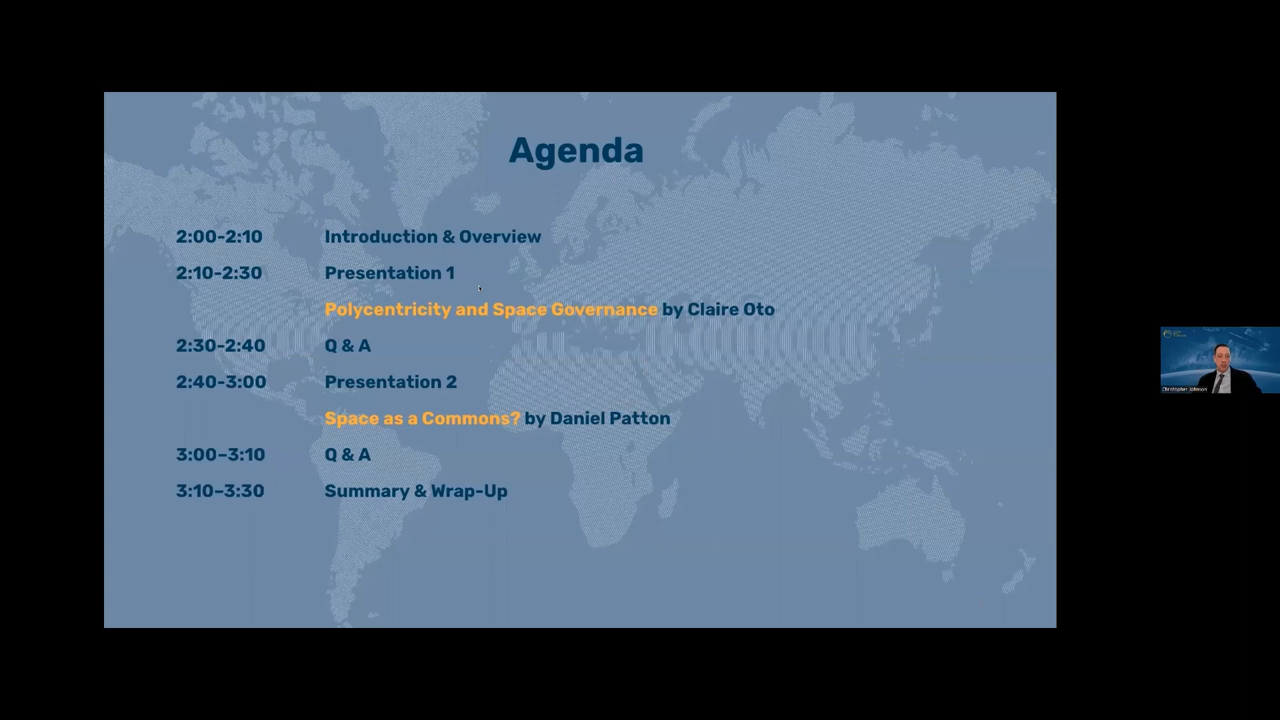 Agenda
2:00-2:10 Introduction & Overview
2:10-2:30 Presentation 1
Polycentricity and Space Governance by Claire Oto
2:30-2:40 Q & A
2:40-3:00 Presentation 2
Space as a Commons? by Daniel Patton
3:00–3:10 Q & A
3:10–3:30 Summary & Wrap-Up
Christopher Johnson